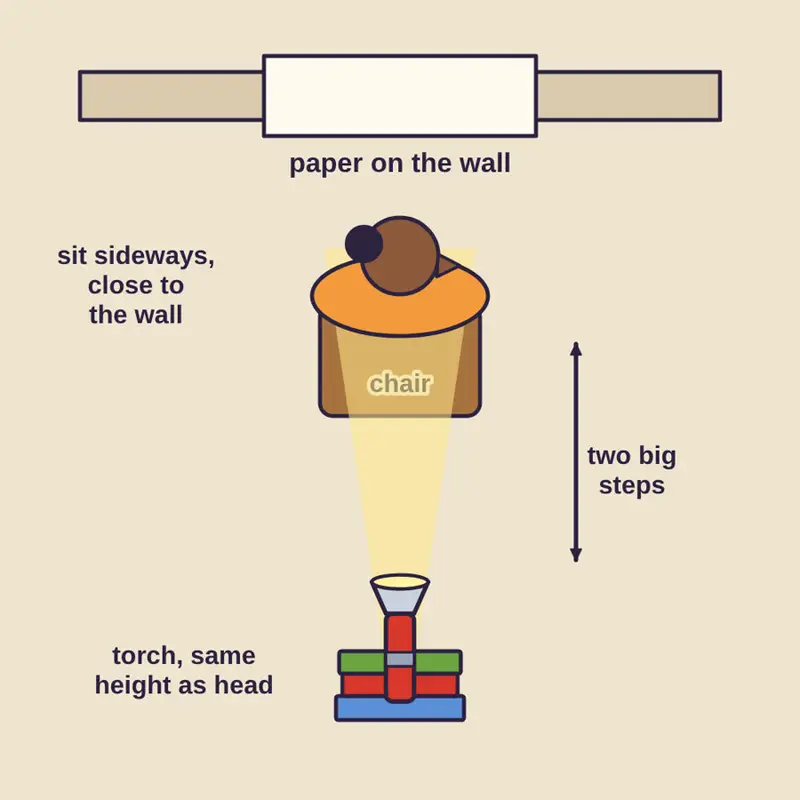 paper on the wall
sit sideways,
close to
the wall
chair
two big
steps
torch, same
height as head